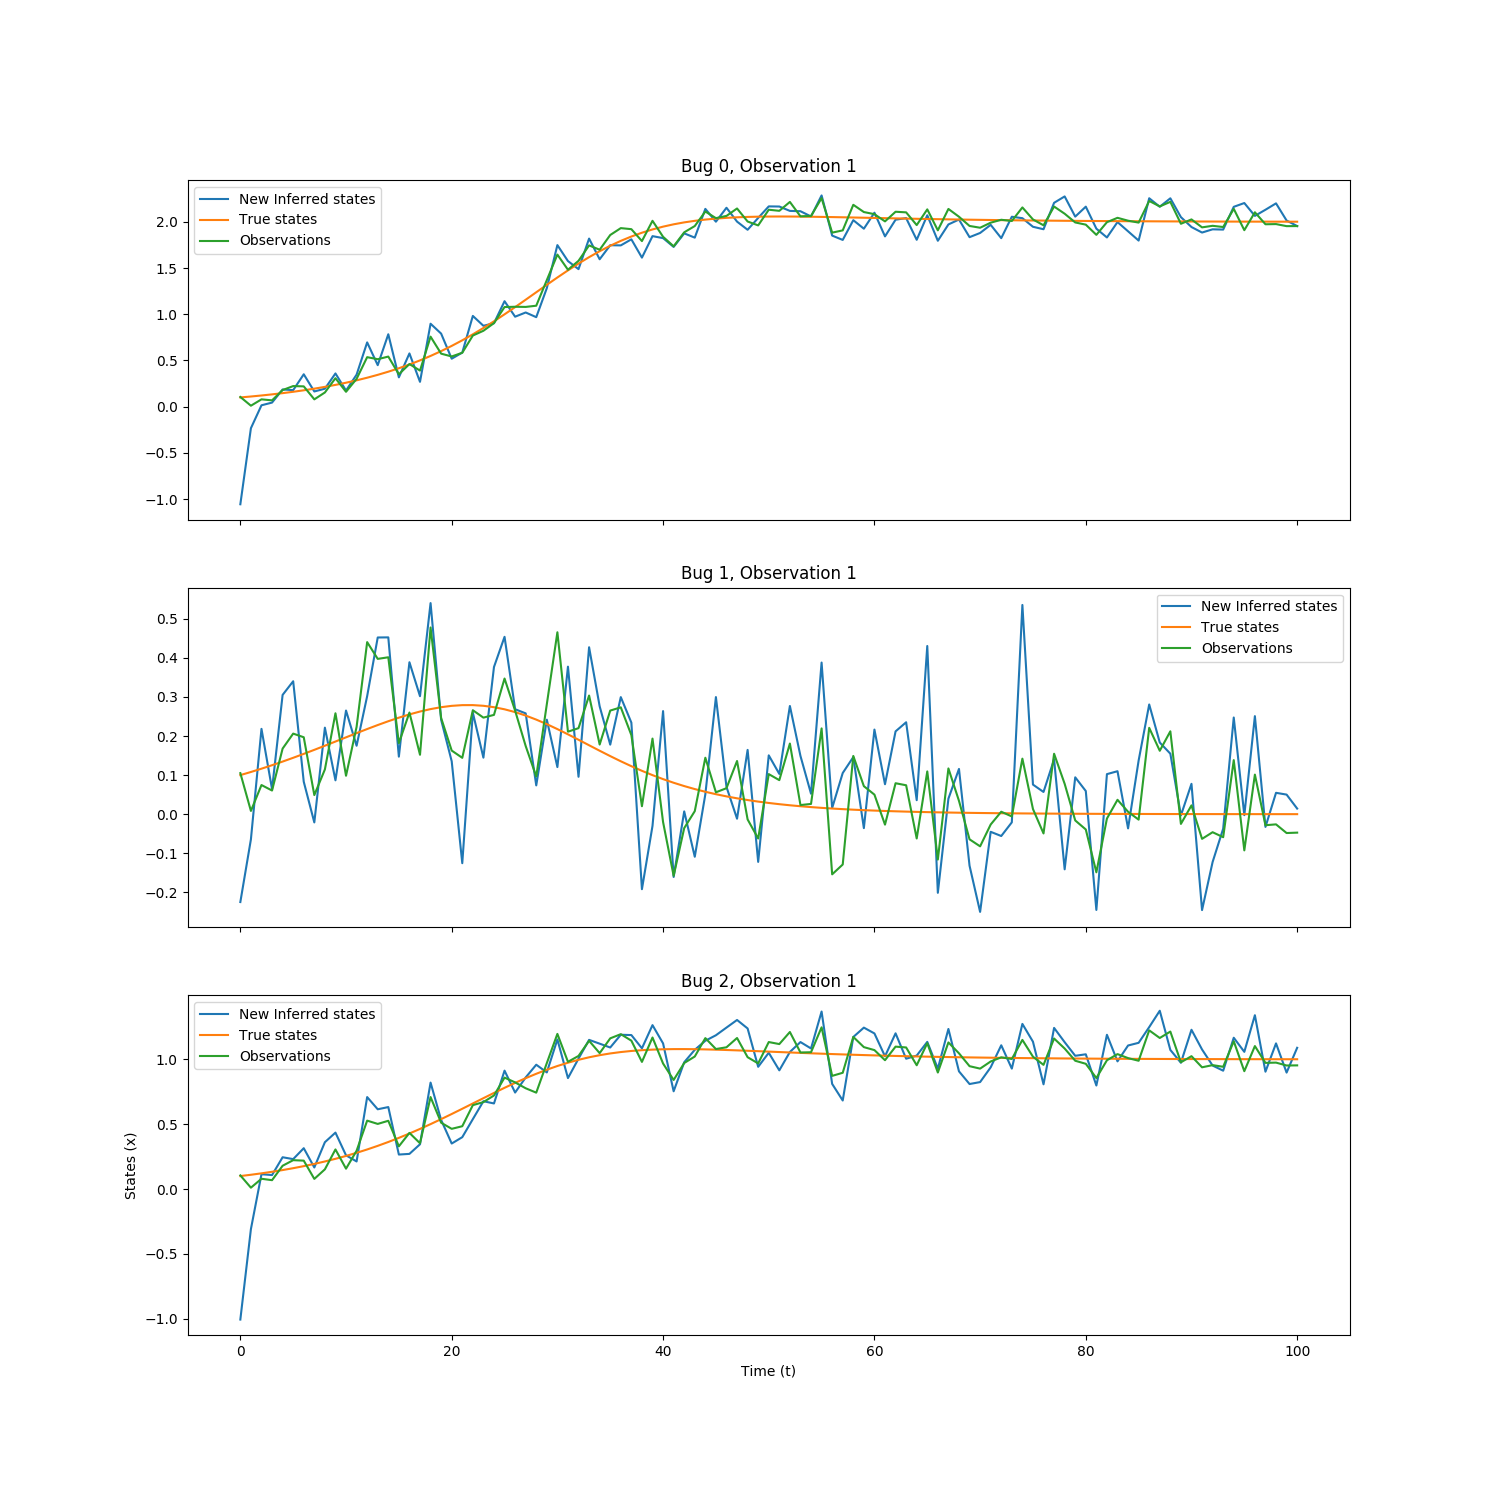 Bug 0, Observation 1
New Inferred states
True states
Observations
2.0
1.5
1.0
0.5
0.0
−0.5
−1.0
Bug 1, Observation 1
New Inferred states
True states
Observations
0.5
0.4
0.3
0.2
0.1
0.0
−0.1
−0.2
Bug 2, Observation 1
New Inferred states
True states
Observations
1.0
0.5
0.0
−0.5
−1.0
States (x)
0 20 40 60 80 100
Time (t)